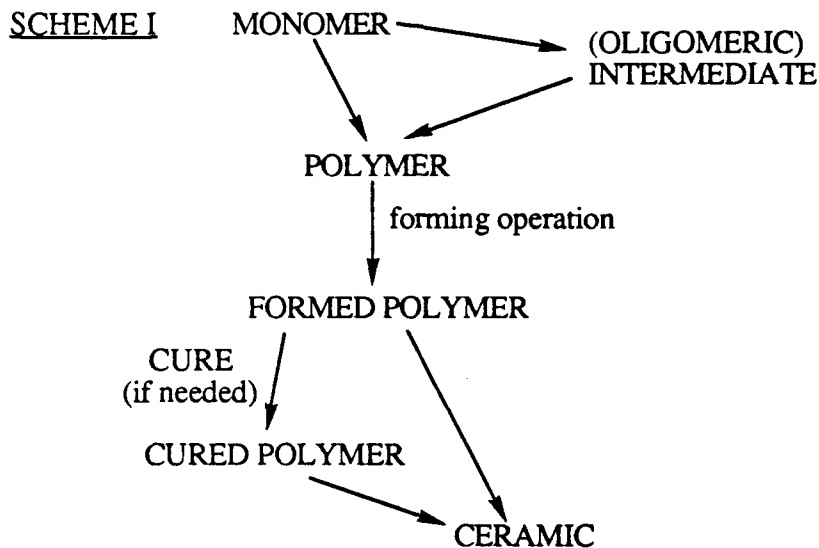 SCHEME I
MONOMER
(OLIGOMERIC)
INTERMEDIATE
POLYMER
forming operation
FORMED POLYMER
CURE
(if needed)
CURED POLYMER
CERAMIC